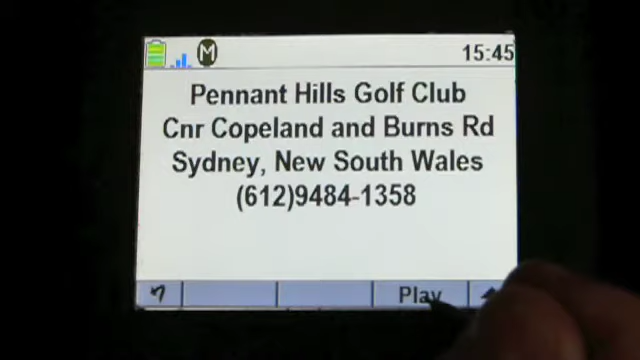 M 15:45
Pennant Hills Golf Club
Cnr Copeland and Burns Rd
Sydney, New South Wales
(612)9484-1358
Play